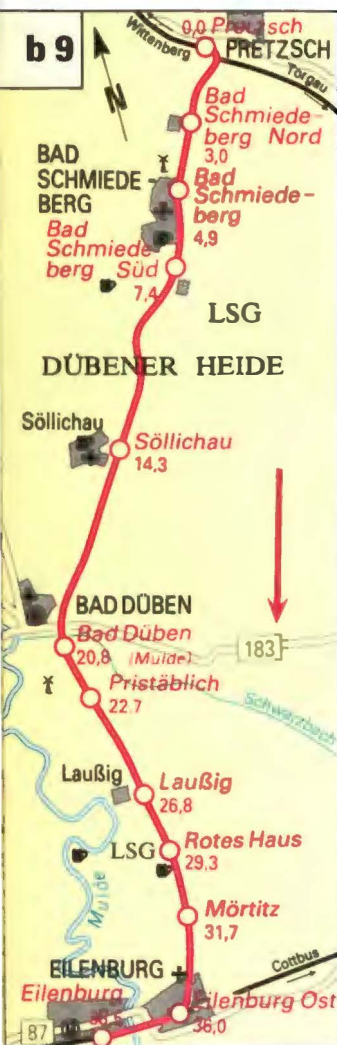 b 9
0,0 Pretzsch
Wittenberg
PRETZSCH
Torgau
N
Bad
Schmiede-
berg Nord
3,0
BAD
SCHMIEDE
BERG
Bad
Schmiede-
berg
4,9
Bad
Schmiede
berg Süd
7,4
LSG
DÜBENER HEIDE
Söllichau
Söllichau
14,3
BAD DÜBEN
Bad Düben
20,8 (Mulde)
183
Pristäblich
22,7
Schwarzbach
Laußig
Laußig
26,8
Rotes Haus
29,3
LSG
Mulde
Mörtitz
31,7
EILENBURG
Cottbus
Eilenburg
Eilenburg Ost
36,0
87